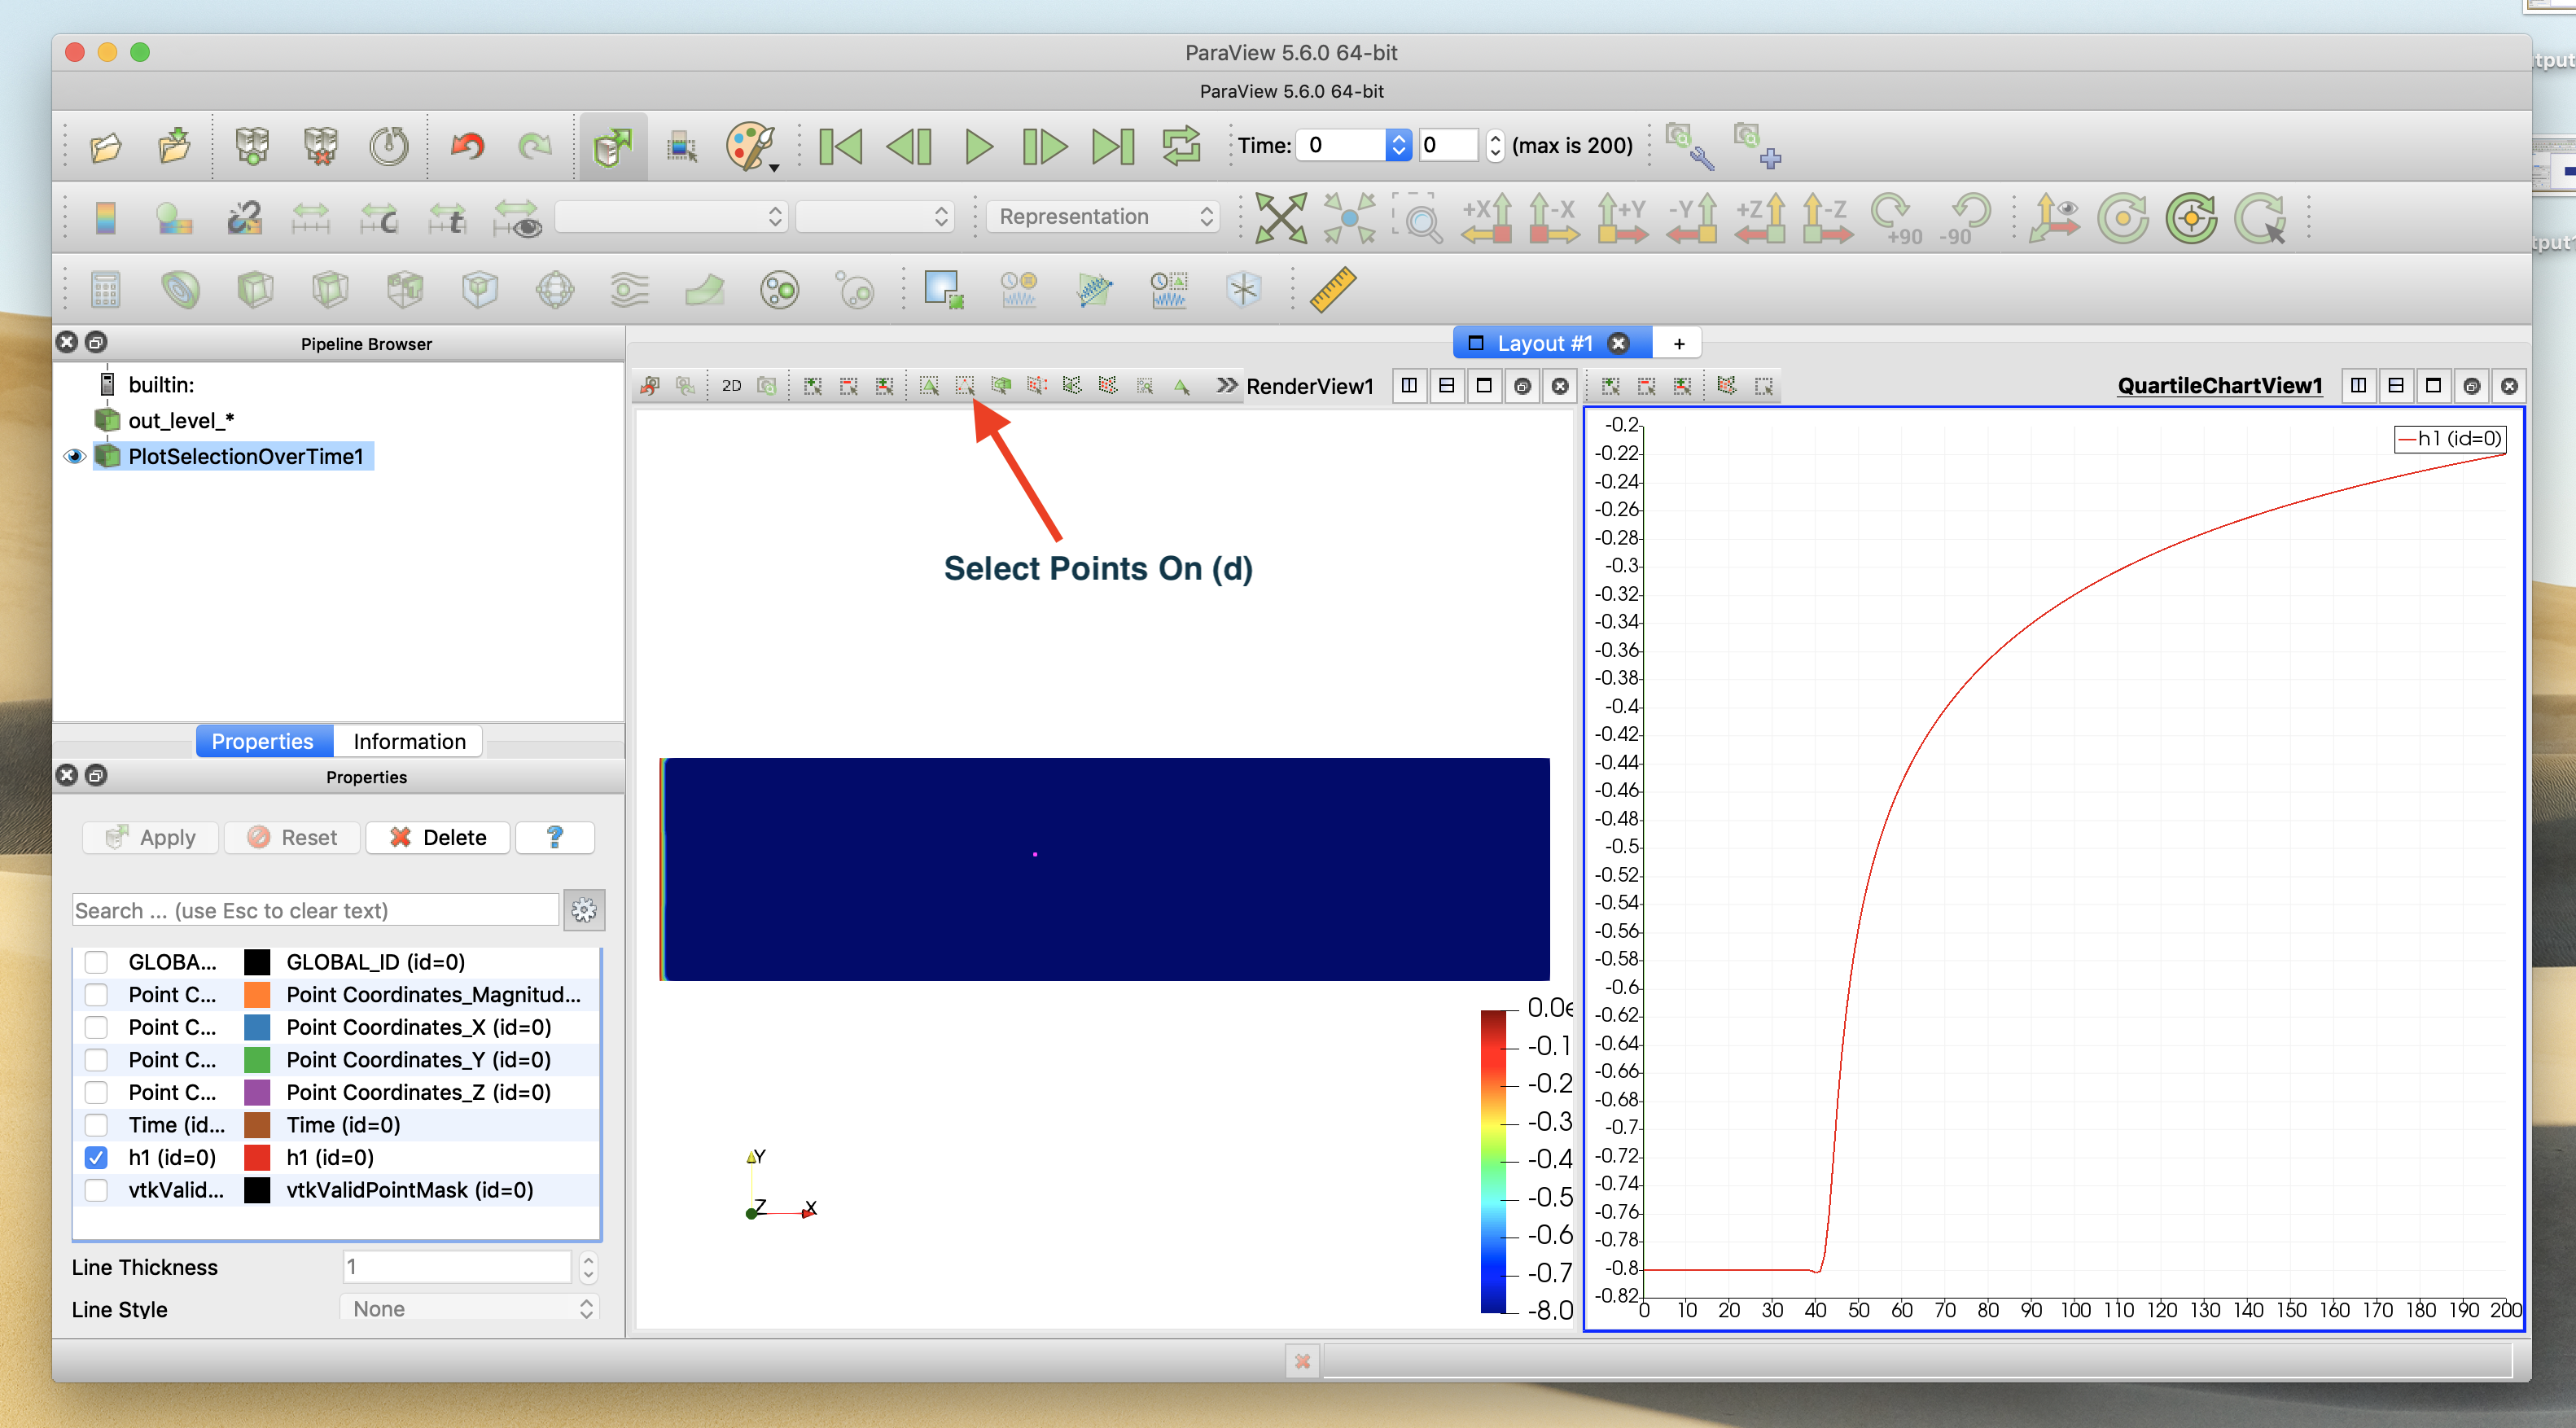 ParaView 5.6.0 64-bit
ParaView 5.6.0 64-bit
Time: 0 0 (max is 200)
C t Representation +X -X +Y -Y +Z -Z +90 -90
Layout #1 +
Pipeline Browser
builtin:
out_level_*
PlotSelectionOverTime1
2D RenderView1 QuartileChartView1
Select Points On (d)
Properties Information
Properties
Apply Reset Delete ?
Search ... (use Esc to clear text)
GLOBA... GLOBAL_ID (id=0)
Point C... Point Coordinates_Magnitud...
Point C... Point Coordinates_X (id=0)
Point C... Point Coordinates_Y (id=0)
Point C... Point Coordinates_Z (id=0)
Time (id... Time (id=0)
h1 (id=0) h1 (id=0)
vtkValid... vtkValidPointMask (id=0)
Line Thickness 1
Line Style None
Y
Z X
0.0e
-0.1
-0.2
-0.3
-0.4
-0.5
-0.6
-0.7
-8.0
h1 (id=0)
-0.2
-0.22
-0.24
-0.26
-0.28
-0.3
-0.32
-0.34
-0.36
-0.38
-0.4
-0.42
-0.44
-0.46
-0.48
-0.5
-0.52
-0.54
-0.56
-0.58
-0.6
-0.62
-0.64
-0.66
-0.68
-0.7
-0.72
-0.74
-0.76
-0.78
-0.8
-0.82
0 10 20 30 40 50 60 70 80 90 100 110 120 130 140 150 160 170 180 190 200